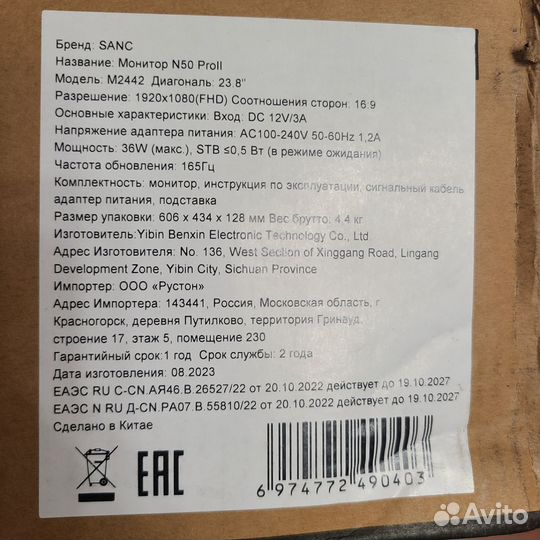 Бренд: SANC
Название: Монитор N50 ProII
Модель: M2442 Диагональ: 23.8"
Разрешение: 1920x1080(FHD) Соотношения сторон: 16:9
Основные характеристики: Вход: DC 12V/3A
Напряжение адаптера питания: AC100-240V 50-60Hz 1,2A
Мощность: 36W (макс.), STB ≤0,5 Вт (в режиме ожидания)
Частота обновления: 165Гц
Комплектность: монитор, инструкция по эксплуатации, сигнальный кабель
адаптер питания, подставка
Размер упаковки: 606 x 434 x 128 мм Вес брутто: 4,4 кг
Изготовитель:Yibin Benxin Electronic Technology Co., Ltd
Адрес Изготовителя: No. 136, West Section of Xinggang Road, Lingang
Development Zone, Yibin City, Sichuan Province
Импортер: ООО «Рустон»
Адрес Импортера: 143441, Россия, Московская область, г
Красногорск, деревня Путилково, территория Гринвуд,
строение 17, этаж 5, помещение 230
Гарантийный срок:1 год Срок службы: 2 года
Дата изготовления: 08.2023
ЕАЭС RU С-CN.АЯ46.В.26527/22 от 20.10.2022 действует до 19.10.2027
ЕАЭС N RU Д-CN.РА07.В.55810/22 от 20.10.2022 действует до 19.10.2027
Сделано в Китае
EAC
6 974772 490403
Avito